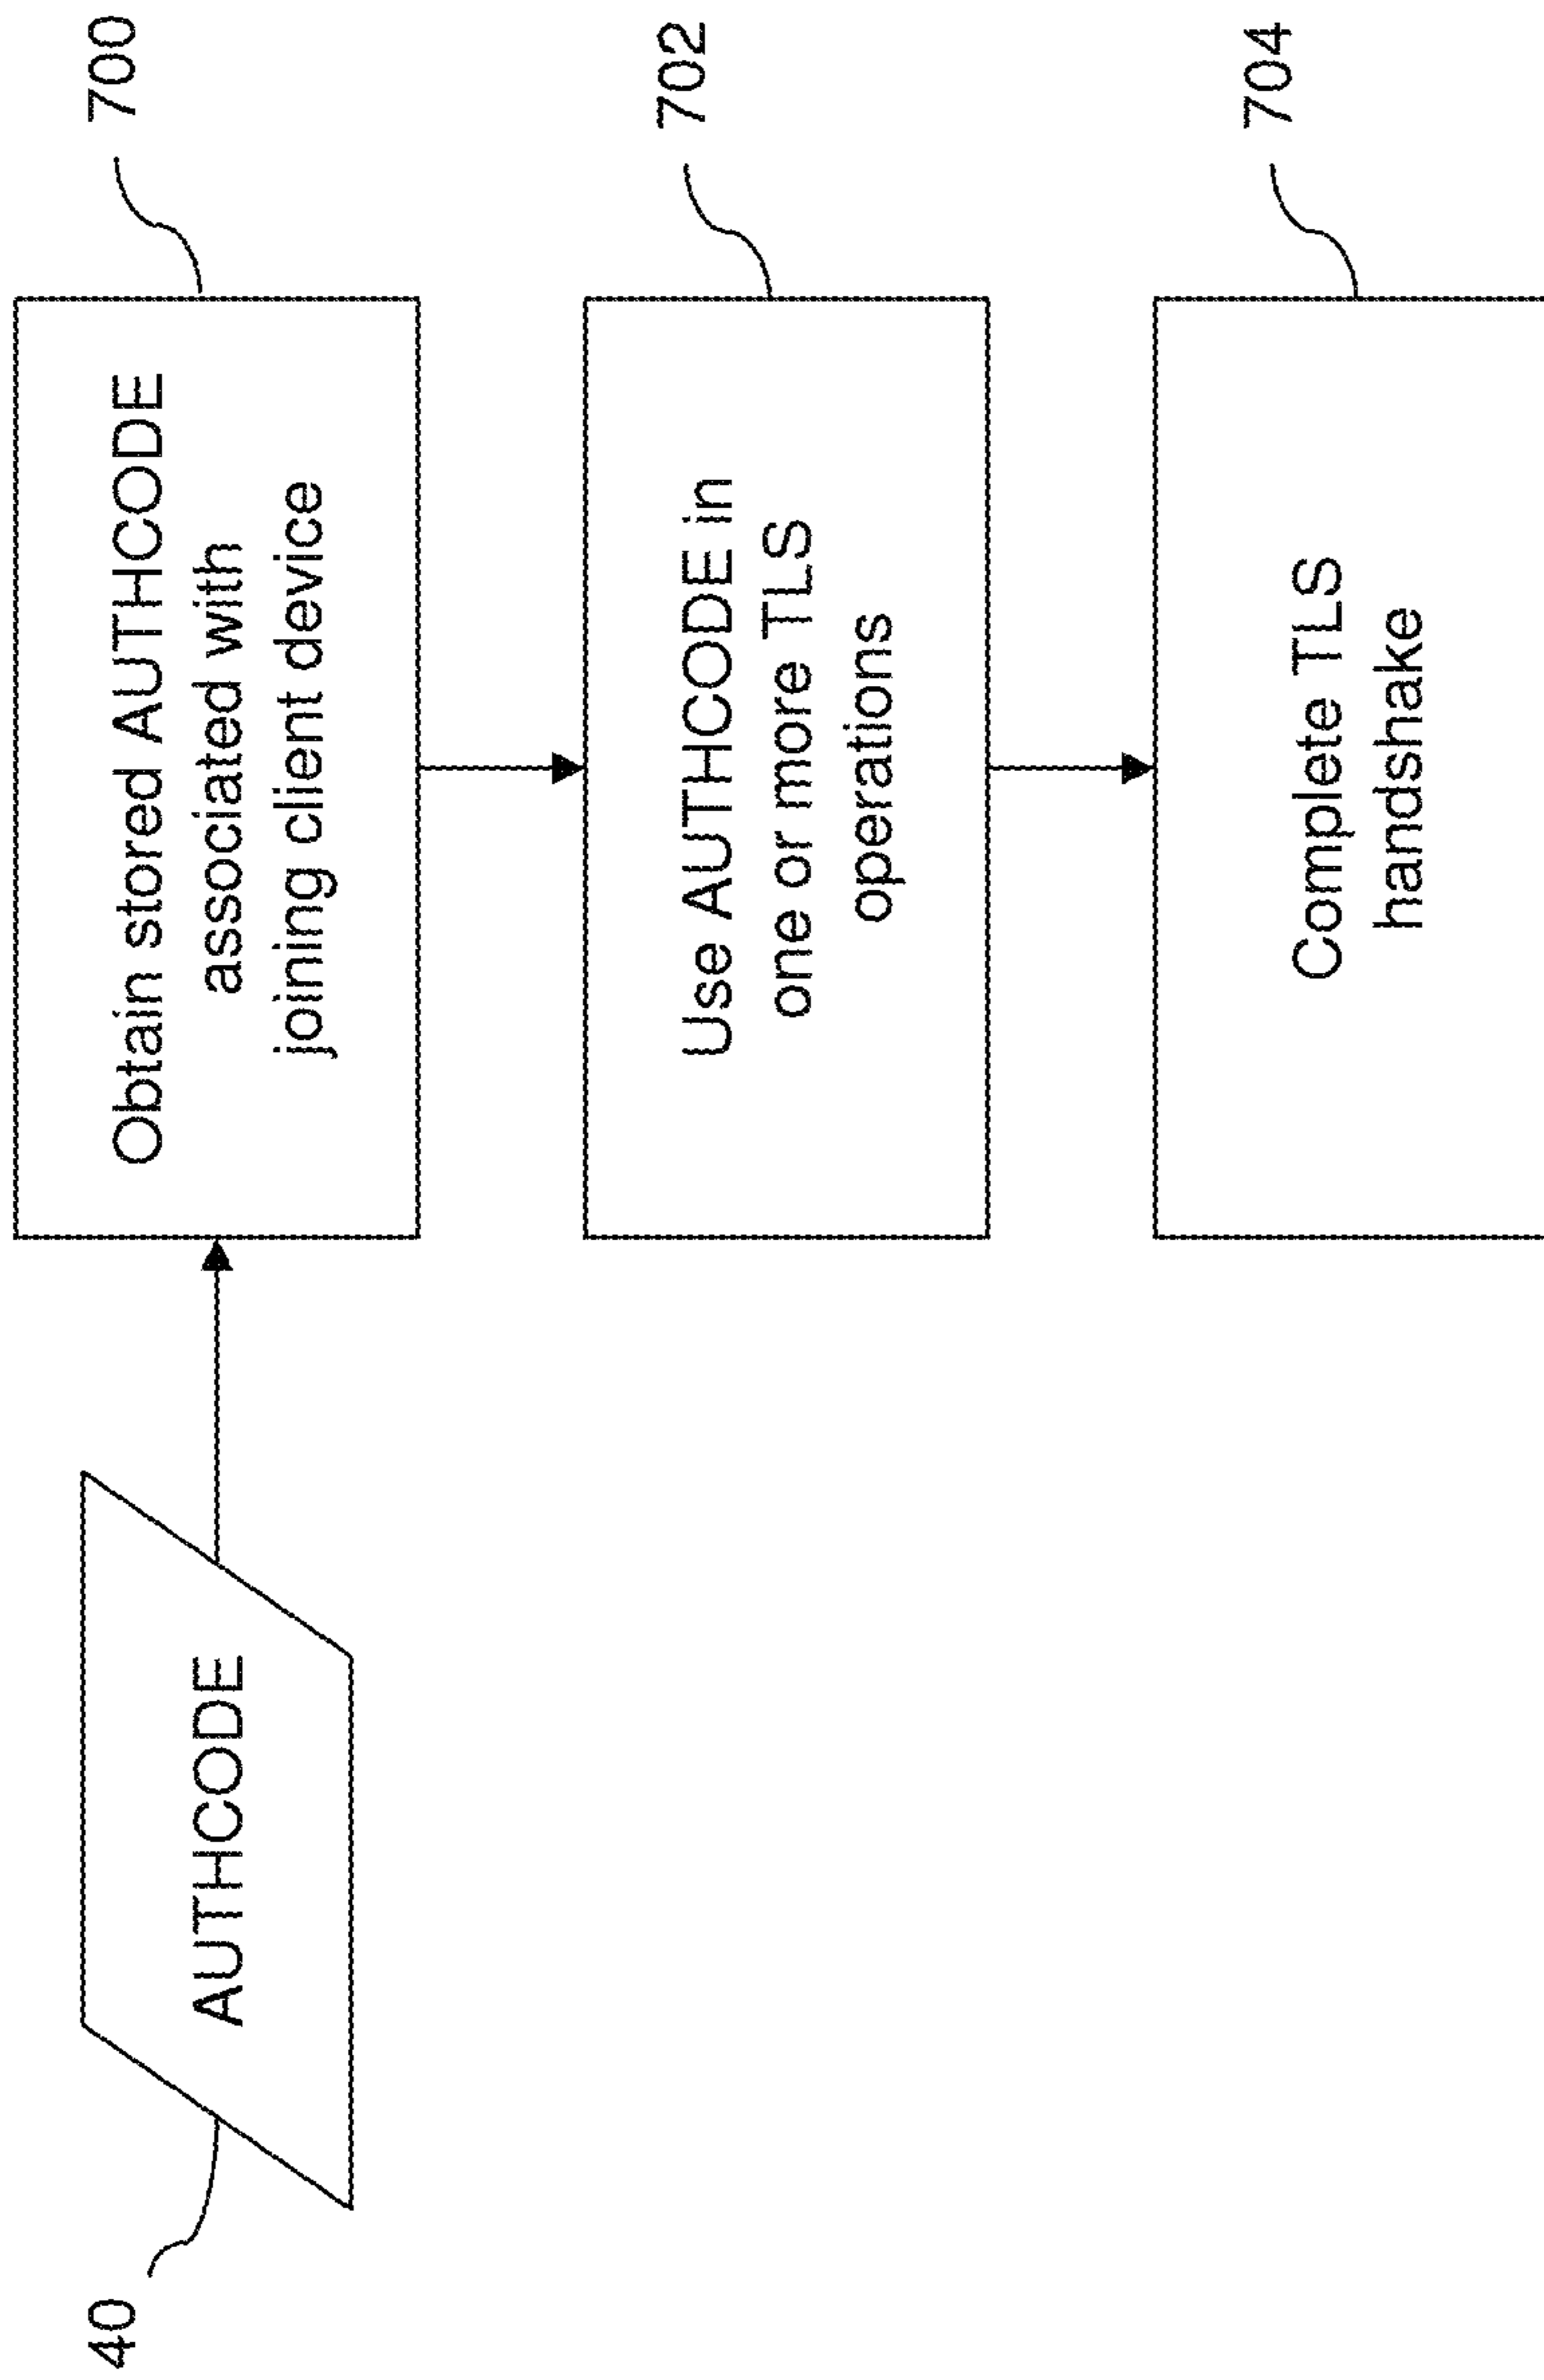 40
AUTHCODE
Obtain stored AUTHCODE
associated with
joining client device
700
Use AUTHCODE in
one or more TLS
operations
702
Complete TLS
handshake
704